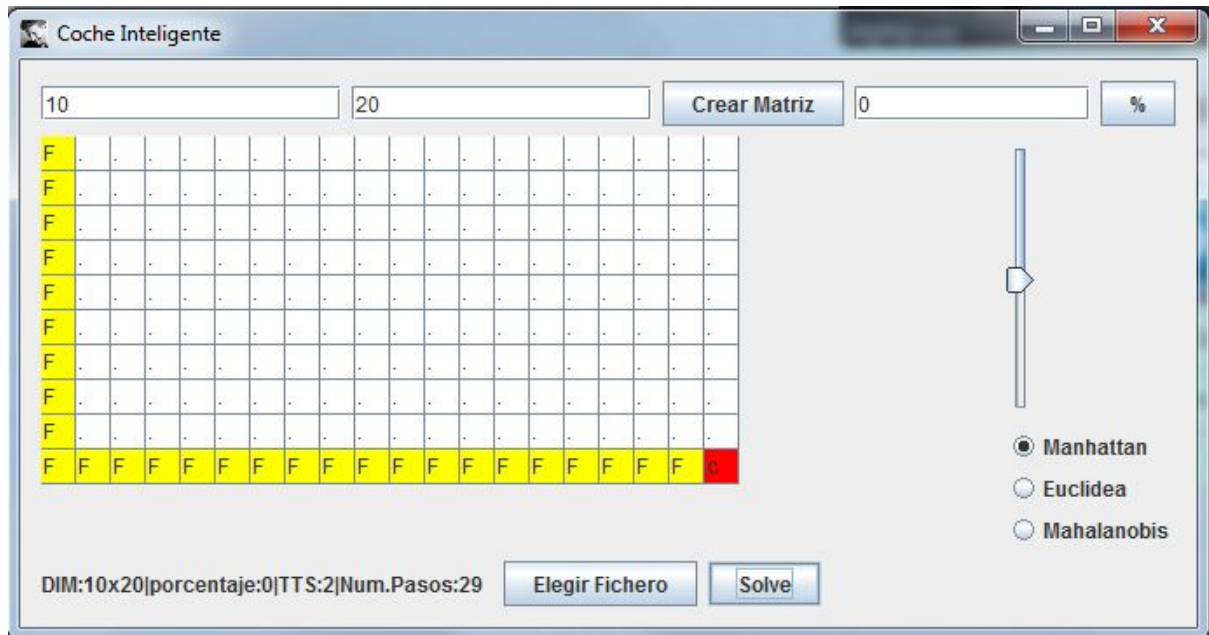 Coche Inteligente
10 20 Crear Matriz 0 %
F . . . . . . . . . . . . . . . . . . .
F . . . . . . . . . . . . . . . . . . .
F . . . . . . . . . . . . . . . . . . .
F . . . . . . . . . . . . . . . . . . .
F . . . . . . . . . . . . . . . . . . .
F . . . . . . . . . . . . . . . . . . .
F . . . . . . . . . . . . . . . . . . .
F . . . . . . . . . . . . . . . . . . .
F . . . . . . . . . . . . . . . . . . .
F F F F F F F F F F F F F F F F F F F c
Manhattan
Euclidea
Mahalanobis
DIM:10x20|porcentaje:0|TTS:2|Num.Pasos:29 Elegir Fichero Solve